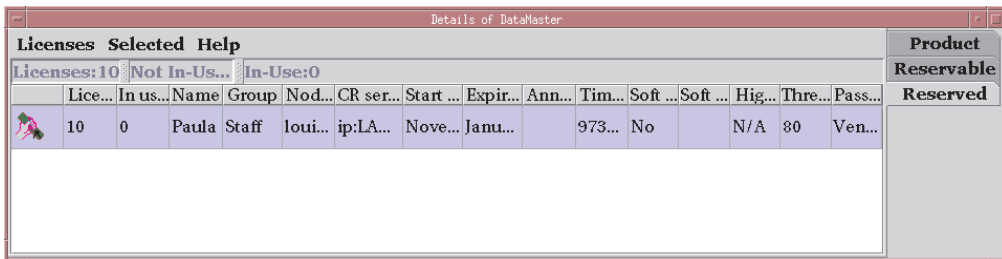 Details of DataMaster
Licenses Selected Help
Product
Licenses:10 Not In-Us... In-Use:0
Reservable
Lice... In us... Name Group Nod... CR ser... Start ... Expir... Ann... Tim... Soft ... Soft ... Hig... Thre... Pass...
Reserved
10 0 Paula Staff loui... ip:LA... Nove... Janu... 973... No N/A 80 Ven...